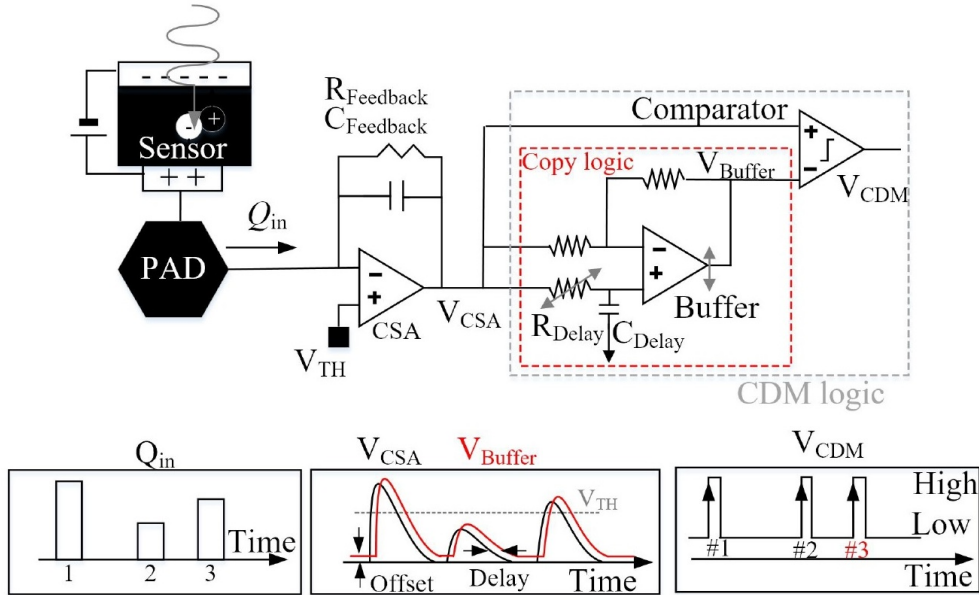 - - - - - -
- +
Sensor
+ +
PAD
Qin
RFeedback
CFeedback
-
+
CSA
VTH
VCSA
Comparator
Copy logic
VBuffer
+
-
VCDM
-
+
Buffer
RDelay
CDelay
CDM logic
Qin
1 2 3
Time
VCSA VBuffer
VTH
Offset Delay Time
VCDM
High
Low
#1 #2 #3
Time